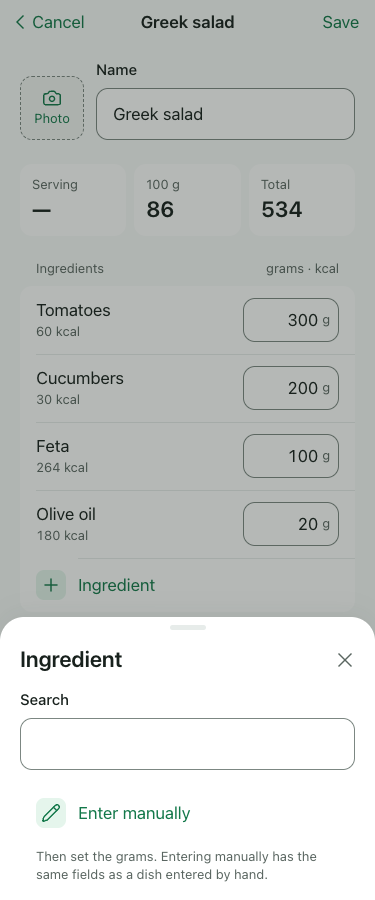 Cancel
Greek salad
Save
Name
Photo
Greek salad
Serving
100 g
Total
—
86
534
Ingredients
grams · kcal
Tomatoes
60 kcal
300 g
Cucumbers
30 kcal
200 g
Feta
264 kcal
100 g
Olive oil
180 kcal
20 g
Ingredient
Ingredient
Search
Enter manually
Then set the grams. Entering manually has the
same fields as a dish entered by hand.